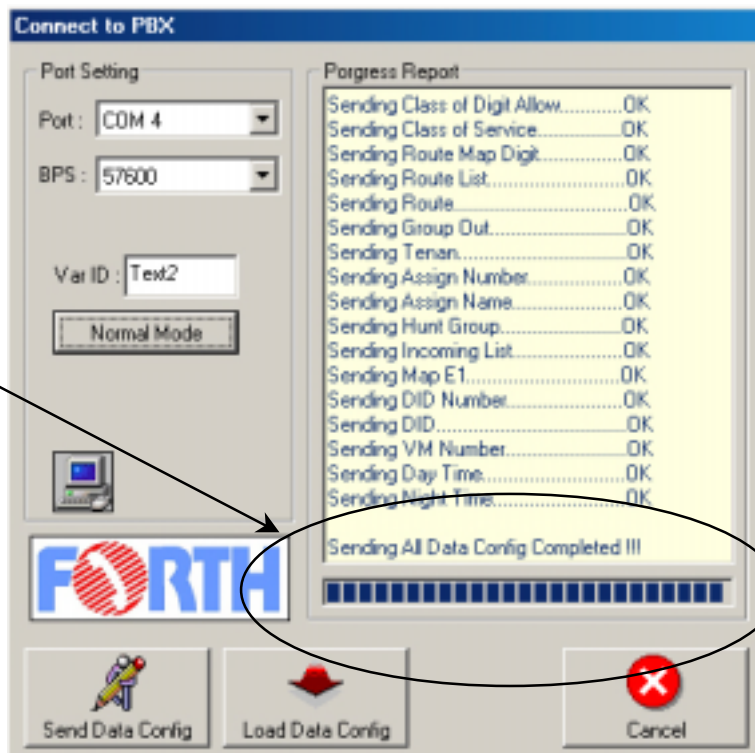 Connect to PBX
Port Setting
Port : COM 4
BPS : 57600
Var ID : Text2
Normal Mode
FORTH
Porgress Report
Sending Class of Digit Allow............OK
Sending Class of Service................OK
Sending Route Map Digit................OK
Sending Route List.........................OK
Sending Route................................OK
Sending Group Out.........................OK
Sending Tenan...............................OK
Sending Assign Number..................OK
Sending Assign Name.....................OK
Sending Hunt Group.......................OK
Sending Incoming List.....................OK
Sending Map E1.............................OK
Sending DID Number......................OK
Sending DID...................................OK
Sending VM Number.......................OK
Sending Day Time...........................OK
Sending Night Time.........................OK
Sending All Data Config Completed !!!
Send Data Config
Load Data Config
Cancel